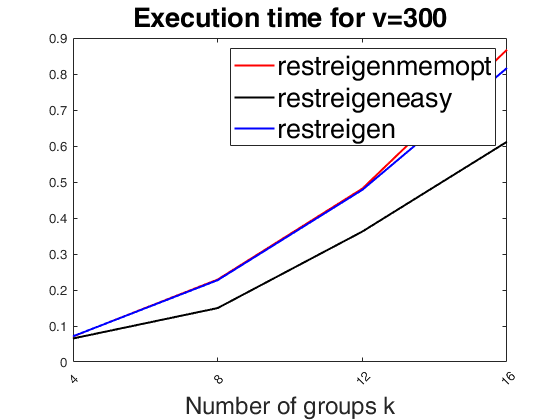 Execution time for v=300
0.9
0.8
0.7
0.6
0.5
0.4
0.3
0.2
0.1
0
restreigenmemopt
restreigeneasy
restreigen
4 8 12 16
Number of groups k